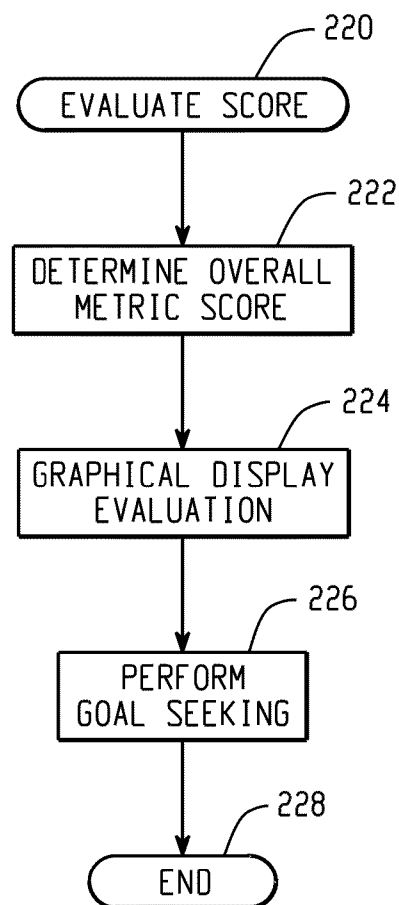 220
EVALUATE SCORE
222
DETERMINE OVERALL
METRIC SCORE
224
GRAPHICAL DISPLAY
EVALUATION
226
PERFORM
GOAL SEEKING
228
END